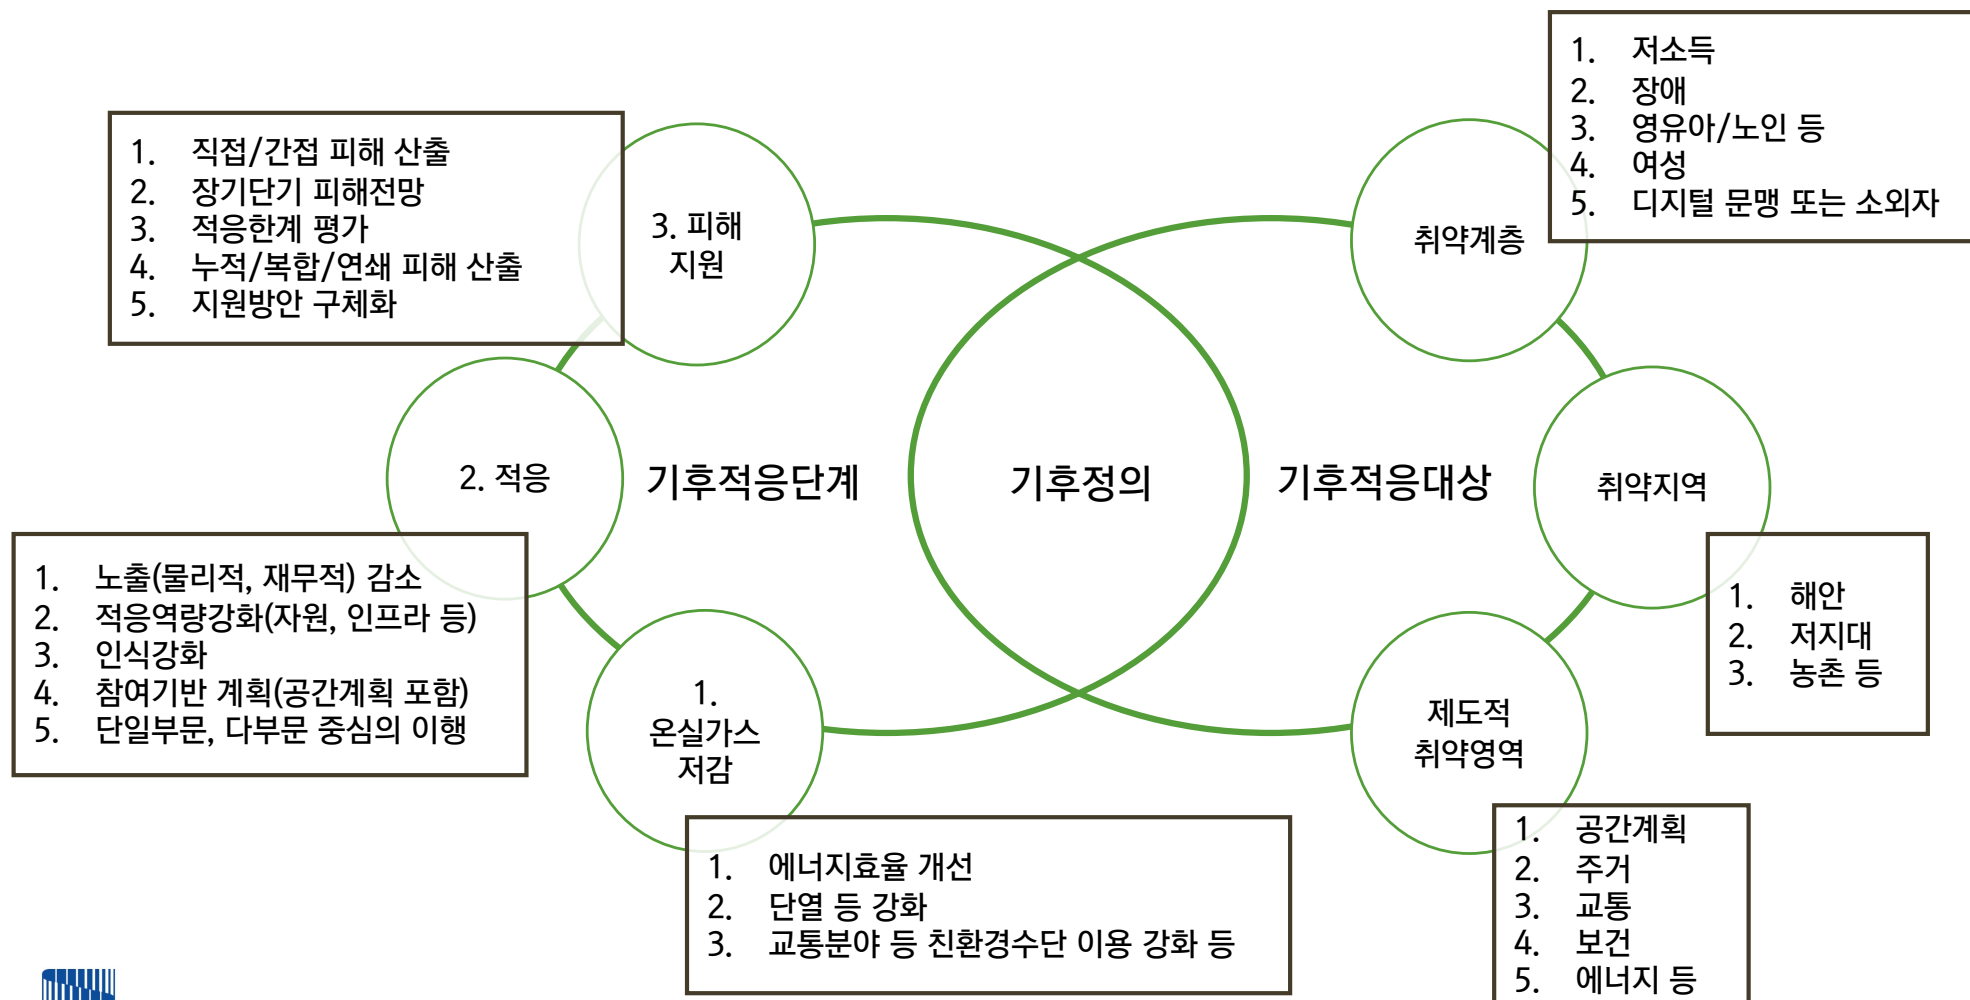 1. 저소득
2. 장애
3. 영유아/노인 등
4. 여성
5. 디지털 문맹 또는 소외자
1. 직접/간접 피해 산출
2. 장기단기 피해전망
3. 적응한계 평가
4. 누적/복합/연쇄 피해 산출
5. 지원방안 구체화
3. 피해
지원
취약계층
2. 적응
기후적응단계
기후정의
기후적응대상
취약지역
1. 노출(물리적, 재무적) 감소
2. 적응역량강화(자원, 인프라 등)
3. 인식강화
4. 참여기반 계획(공간계획 포함)
5. 단일부문, 다부문 중심의 이행
1. 해안
2. 저지대
3. 농촌 등
1.
온실가스
저감
제도적
취약영역
1. 에너지효율 개선
2. 단열 등 강화
3. 교통분야 등 친환경수단 이용 강화 등
1. 공간계획
2. 주거
3. 교통
4. 보건
5. 에너지 등